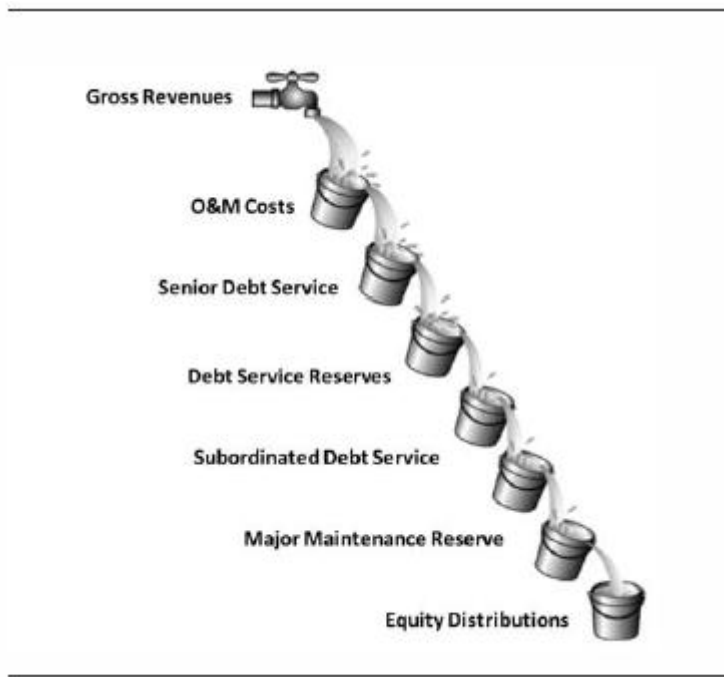 Gross Revenues
O&M Costs
Senior Debt Service
Debt Service Reserves
Subordinated Debt Service
Major Maintenance Reserve
Equity Distributions